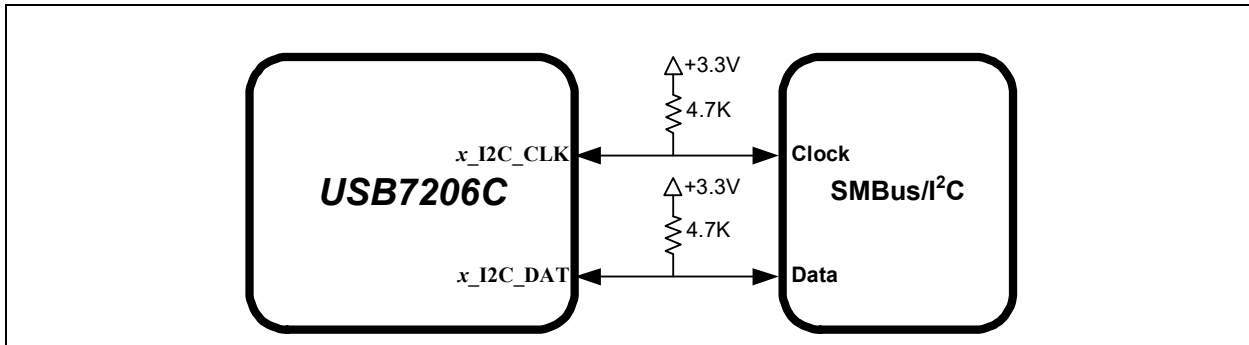 +3.3V
4.7K
x_I2C_CLK
Clock
USB7206C
+3.3V
SMBus/I²C
4.7K
x_I2C_DAT
Data